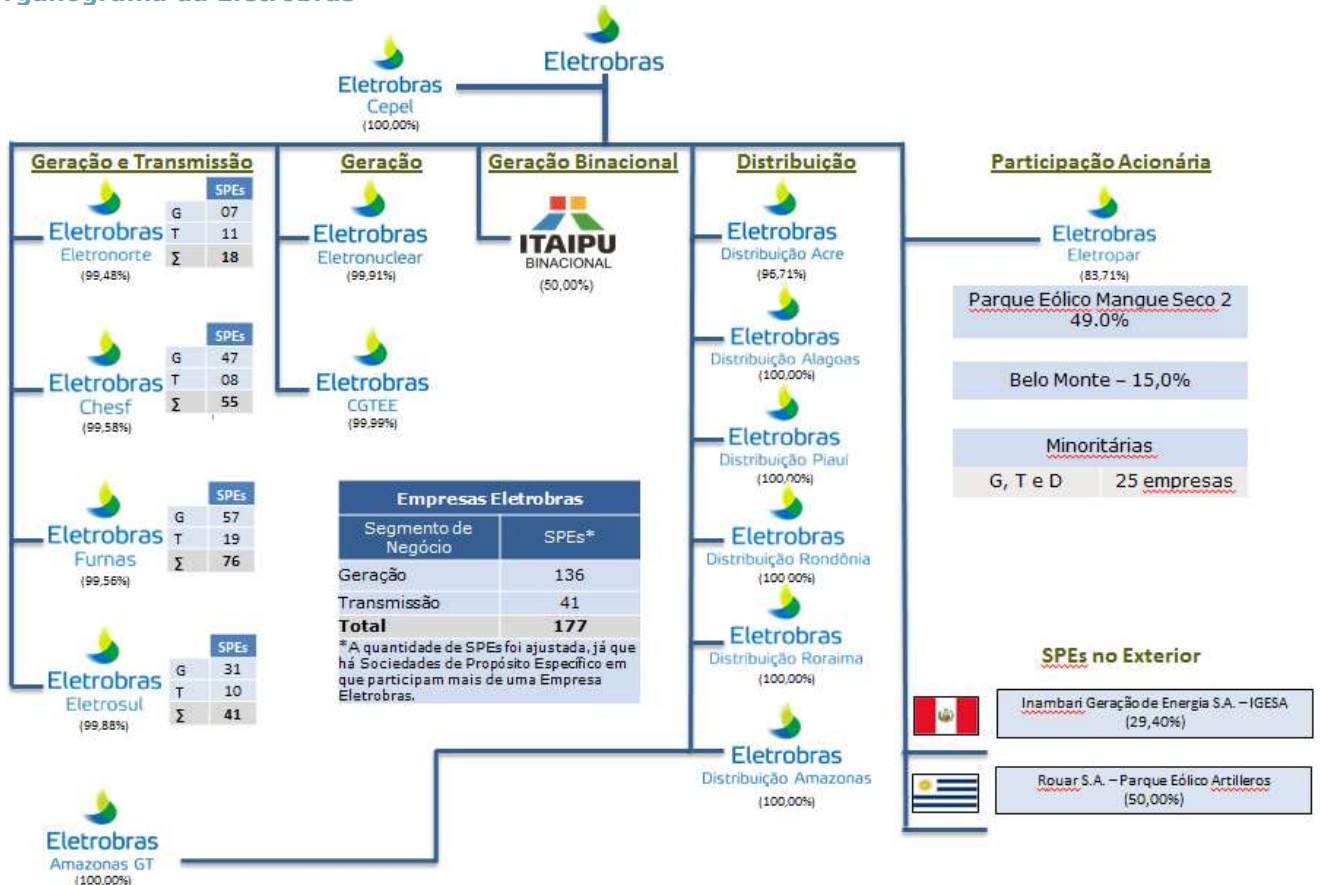 Organograma da Eletrobras
Eletrobras
Eletrobras
Cepel
(100,00%)
Geração e Transmissão
SPEs
G 07
T 11
Σ 18
Eletrobras
Eletronorte
(99,48%)
SPEs
G 47
T 08
Σ 55
Eletrobras
Chesf
(99,58%)
SPEs
G 57
T 19
Σ 76
Eletrobras
Furnas
(99,56%)
SPEs
G 31
T 10
Σ 41
Eletrobras
Eletrosul
(99,88%)
Eletrobras
Amazonas GT
(100,00%)
Geração
Eletrobras
Eletronuclear
(99,91%)
Eletrobras
CGTEE
(99,99%)
Geração Binacional
ITAIPU
BINACIONAL
(50,00%)
Empresas Eletrobras
Segmento de
Negócio
SPEs*
Geração 136
Transmissão 41
Total 177
*A quantidade de SPEs foi ajustada, já que
há Sociedades de Propósito Específico em
que participam mais de uma Empresa
Eletrobras.
Distribuição
Eletrobras
Distribuição Acre
(96,71%)
Eletrobras
Distribuição Alagoas
(100,00%)
Eletrobras
Distribuição Piauí
(100,00%)
Eletrobras
Distribuição Rondônia
(100 00%)
Eletrobras
Distribuição Roraima
(100,00%)
Eletrobras
Distribuição Amazonas
(100,00%)
Participação Acionária
Eletrobras
Eletropar
(83,71%)
Parque Eólico Mangue Seco 2
49.0%
Belo Monte – 15,0%
Minoritárias
G, T e D 25 empresas
SPEs no Exterior
Inambari Geração de Energia S.A. – IGESA
(29,40%)
Rouar S.A. – Parque Eólico Artilleros
(50,00%)